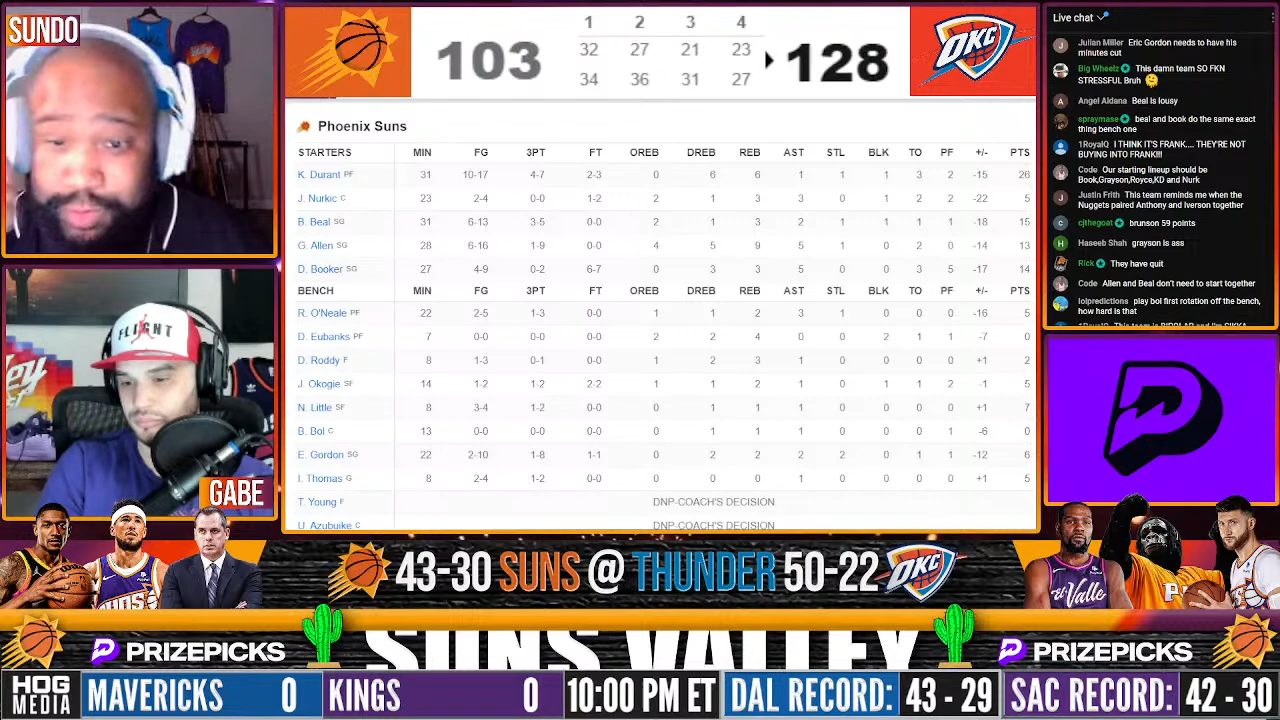 SUNDO
103
1 2 3 4
32 27 21 23
34 36 31 27
128
OKC
Phoenix Suns
STARTERS MIN FG 3PT FT OREB DREB REB AST STL BLK TO PF +/- PTS
K. Durant PF 31 10-17 4-7 2-3 0 6 6 1 1 1 3 2 -15 26
J. Nurkic C 23 2-4 0-0 1-2 2 1 3 3 0 1 2 2 -22 5
B. Beal SG 31 6-13 3-5 0-0 2 1 3 2 1 1 1 3 -18 15
G. Allen SG 28 6-16 1-9 0-0 4 5 9 5 1 0 2 0 -14 13
D. Booker SG 27 4-9 0-2 6-7 0 3 3 5 0 0 3 5 -17 14
BENCH MIN FG 3PT FT OREB DREB REB AST STL BLK TO PF +/- PTS
R. O'Neale PF 22 2-5 1-3 0-0 1 1 2 3 1 0 0 0 -16 5
D. Eubanks PF 7 0-0 0-0 0-0 2 2 4 0 0 2 1 1 -7 0
D. Roddy F 8 1-3 0-1 0-0 1 2 3 1 0 0 0 0 +1 2
J. Okogie SF 14 1-2 0-0 2-2 1 1 2 1 0 1 1 2 -1 5
N. Little SF 8 3-4 1-2 0-0 0 1 1 1 0 0 0 0 +1 7
B. Bol C 13 0-0 0-0 0-0 0 1 1 1 0 0 0 1 -6 0
E. Gordon SG 22 2-10 1-8 1-1 0 2 2 2 2 0 1 1 -12 6
I. Thomas G 8 2-4 1-2 0-0 0 0 0 1 0 0 0 0 +1 5
T. Young F DNP-COACH'S DECISION
U. Azubuike C DNP-COACH'S DECISION
Live chat
Julian Miller Eric Gordon needs to have his
minutes cut
Big Wheelz This damn team SO FKN
STRESSFUL Bruh
Angel Aldana Beal is lousy
spraymase beal and book do the same exact
thing bench one
1RoyalQ I THINK IT'S FRANK.... THEY'RE NOT
BUYING INTO FRANK!!!
Code Our starting lineup should be
Book,Grayson,Royce,KD and Nurk
Justin Frith This team reminds me when the
Nuggets paired Anthony and Iverson together
cjthegoat brunson 59 points
Haseeb Shah grayson is ass
Rick They have quit
Code Allen and Beal don't need to start together
lolpredictions play bol first rotation off the bench,
how hard is that
FLIGHT
GABE
43-30 SUNS @ THUNDER 50-22 OKC
PRIZEPICKS SUNS VALLEY PRIZEPICKS
HOG
MEDIA
MAVERICKS 0 KINGS 0 10:00 PM ET DAL RECORD: 43 - 29 SAC RECORD: 42 - 30